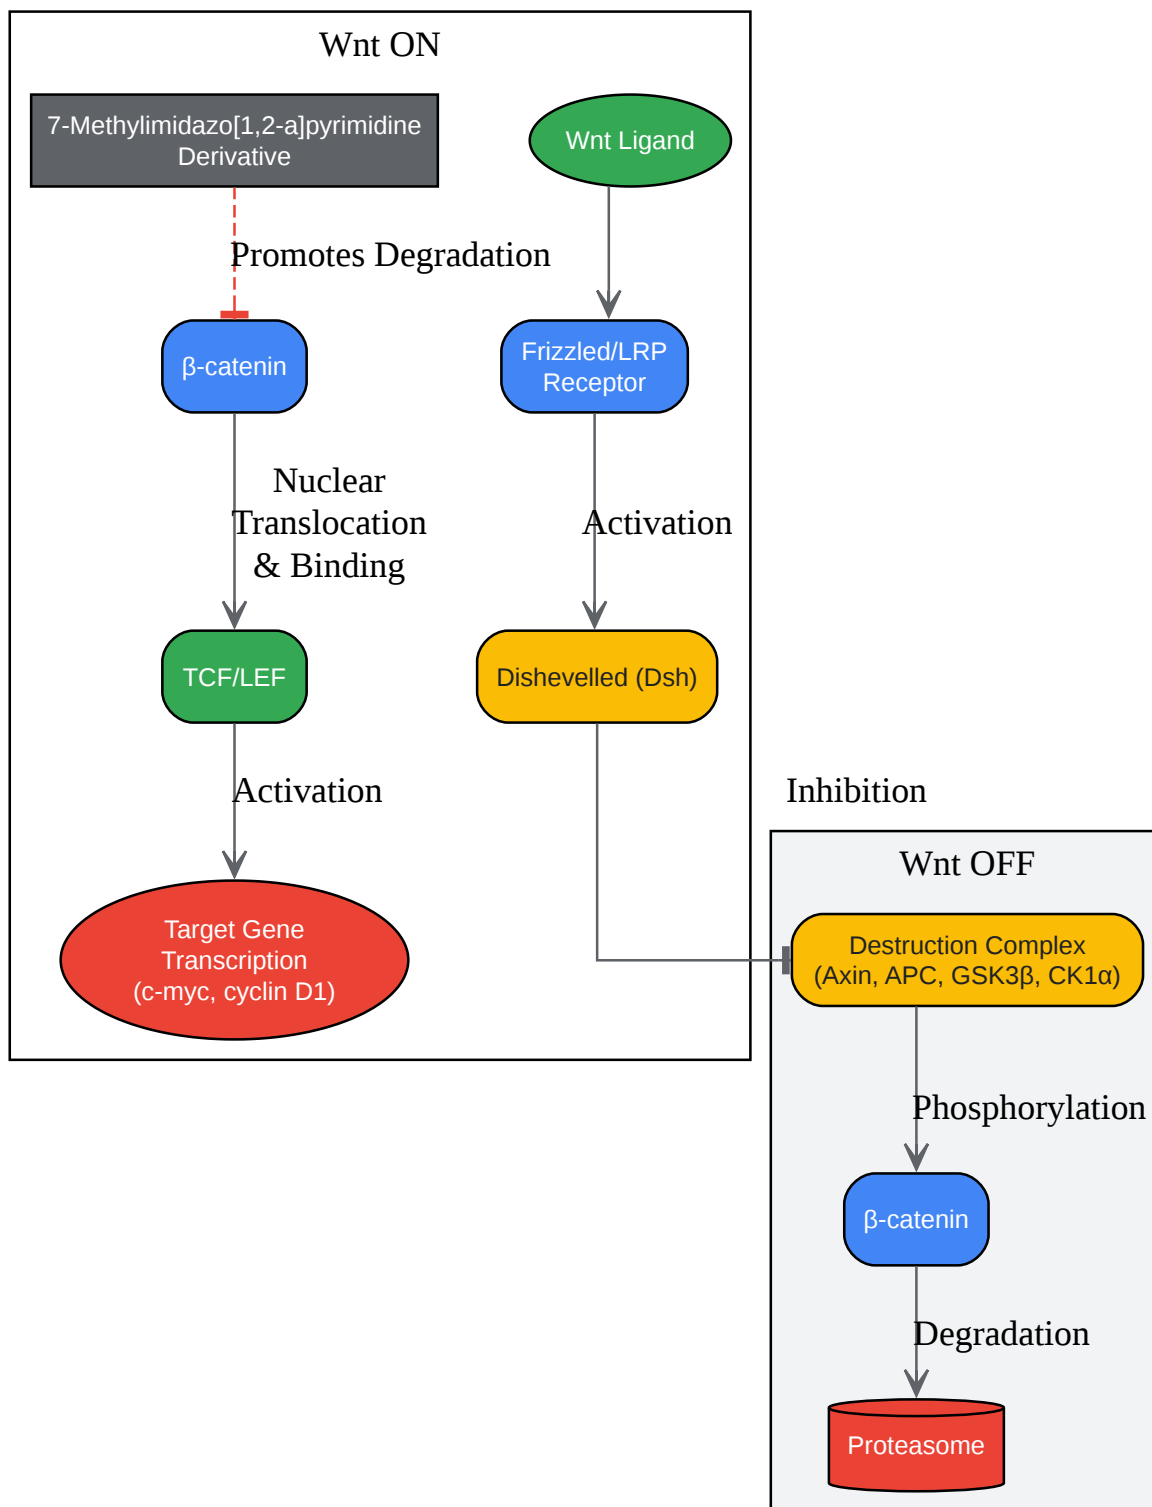 Wnt ON
7-Methylimidazo[1,2-a]pyrimidine
Derivative
Wnt Ligand
Promotes Degradation
β-catenin
Frizzled/LRP
Receptor
Nuclear
Translocation
& Binding
Activation
TCF/LEF
Dishevelled (Dsh)
Activation
Inhibition
Target Gene
Transcription
(c-myc, cyclin D1)
Wnt OFF
Destruction Complex
(Axin, APC, GSK3β, CK1α)
Phosphorylation
β-catenin
Degradation
Proteasome